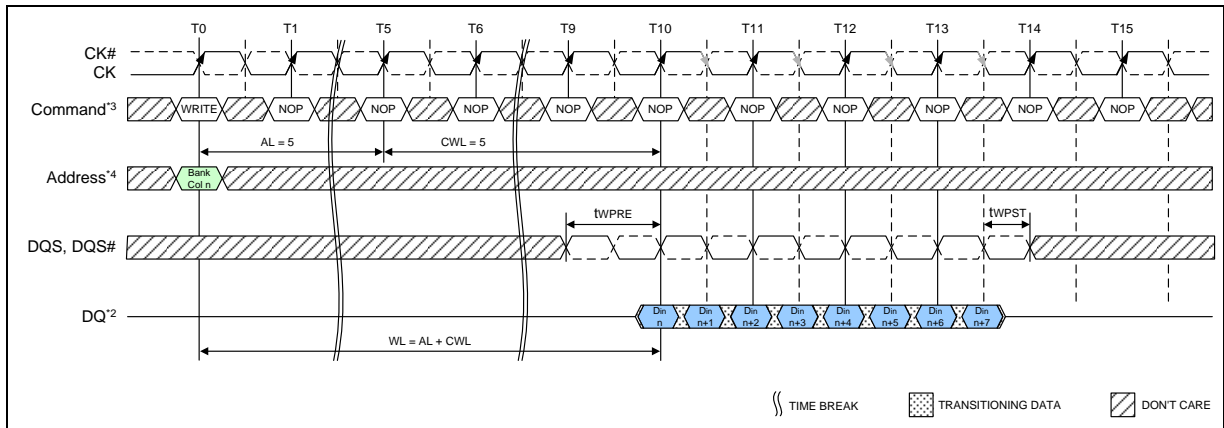 T0 T1 T5 T6 T9 T10 T11 T12 T13 T14 T15
CK#
CK
Command*3 WRITE NOP NOP NOP NOP NOP NOP NOP NOP NOP NOP
AL = 5 CWL = 5
Address*4 Bank
Col n
tWPRE tWPST
DQS, DQS#
DQ*2 Din Din Din Din Din Din Din Din
n n+1 n+2 n+3 n+4 n+5 n+6 n+7
WL = AL + CWL
TIME BREAK TRANSITIONING DATA DON'T CARE